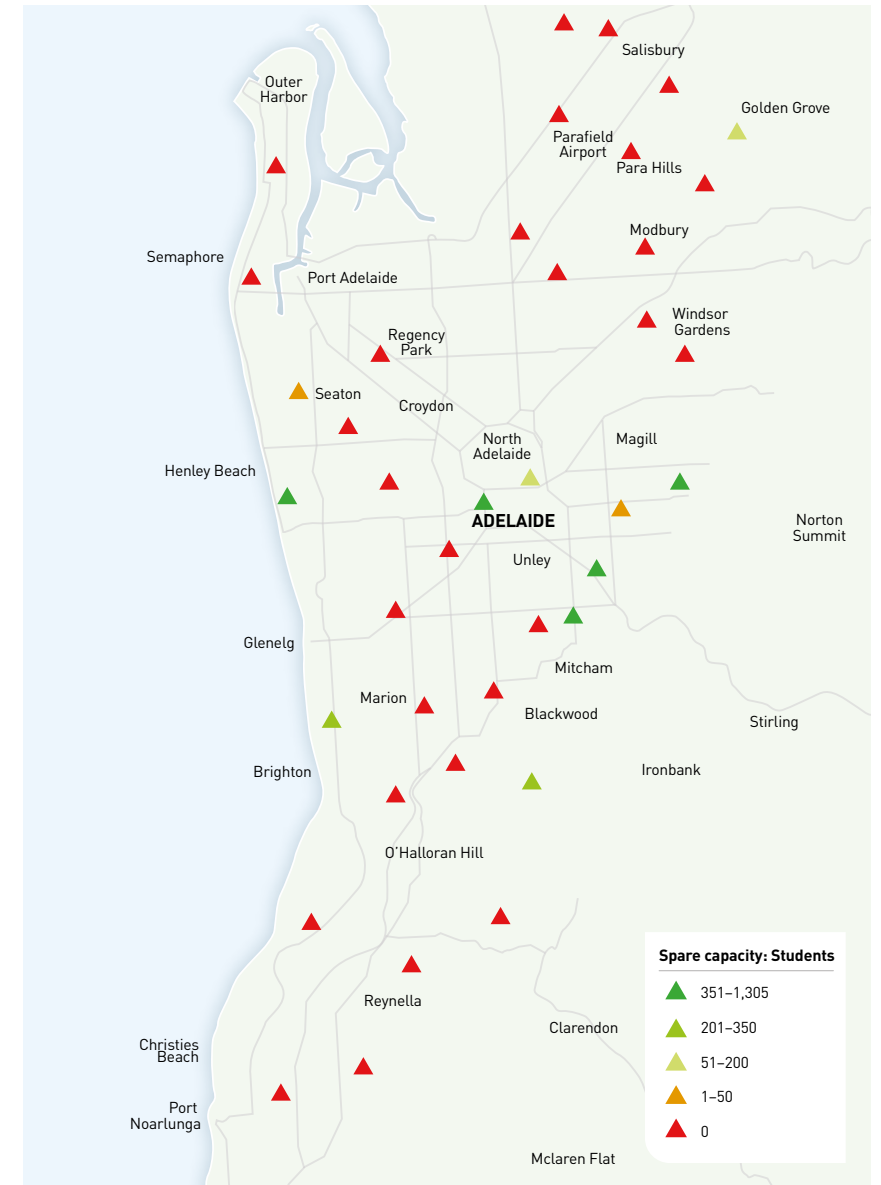 Salisbury
Outer
Harbor
Golden Grove
Parafield
Airport
Para Hills
Modbury
Semaphore
Port Adelaide
Windsor
Gardens
Regency
Park
Seaton
Croydon
North
Adelaide
Magill
Henley Beach
ADELAIDE
Norton
Summit
Unley
Glenelg
Mitcham
Marion
Blackwood
Stirling
Brighton
Ironbank
O'Halloran Hill
Spare capacity: Students
351–1,305
201–350
51–200
1–50
0
Reynella
Clarendon
Christies
Beach
Port
Noarlunga
Mclaren Flat